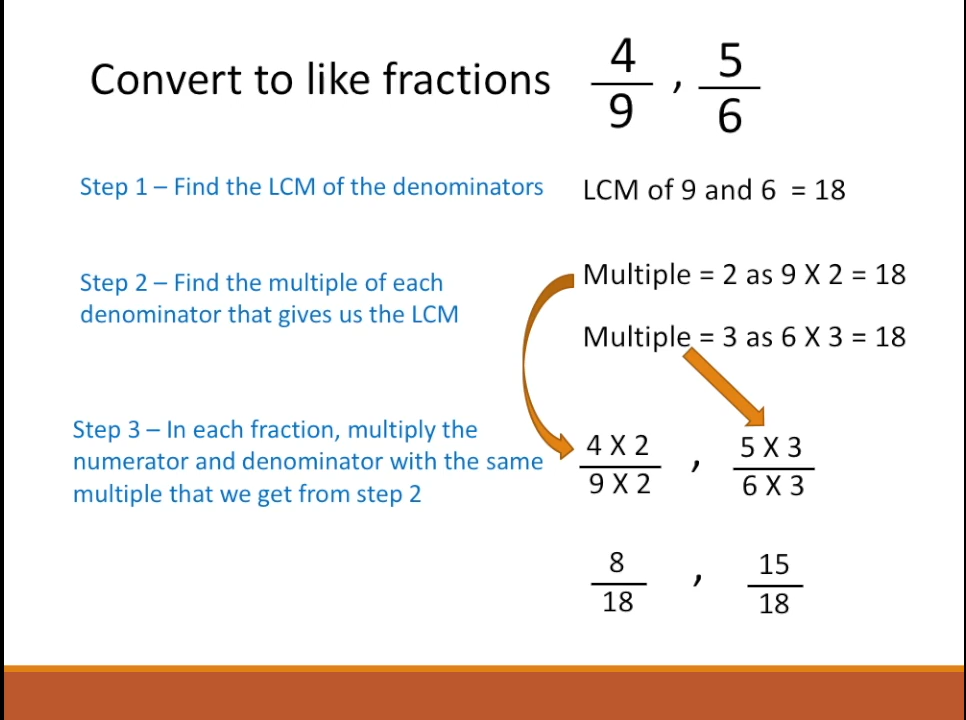 Convert to like fractions 4/9 , 5/6
Step 1 – Find the LCM of the denominators
LCM of 9 and 6 = 18
Step 2 – Find the multiple of each
denominator that gives us the LCM
Multiple = 2 as 9 X 2 = 18
Multiple = 3 as 6 X 3 = 18
Step 3 – In each fraction, multiply the
numerator and denominator with the same
multiple that we get from step 2
4 X 2 / 9 X 2 , 5 X 3 / 6 X 3
8/18 , 15/18